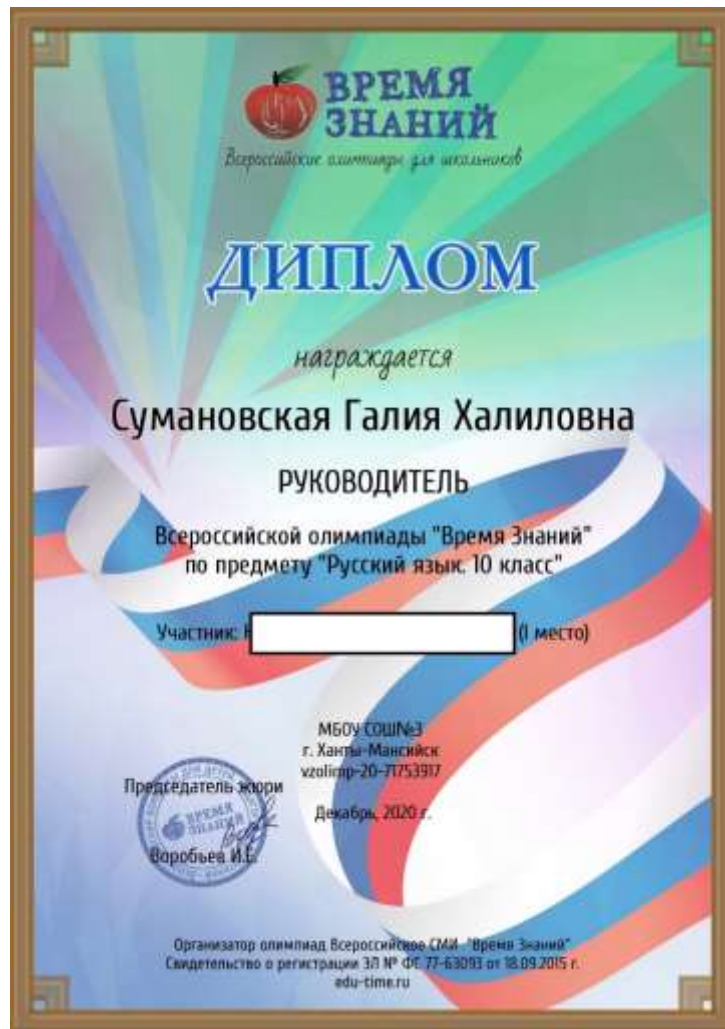 ВРЕМЯ
ЗНАНИЙ
Всероссийские олимпиады для школьников
ДИПЛОМ
награждается
Сумановская Галия Халиловна
РУКОВОДИТЕЛЬ
Всероссийской олимпиады "Время Знаний"
по предмету "Русский язык. 10 класс"
Участник: (I место)
МБОУ СОШ№3
г. Ханты-Мансийск
vzolimp-20-71753917
Председатель жюри
Декабрь, 2020 г.
ВРЕМЯ
ЗНАНИЙ
Воробьев И.Е.
Организатор олимпиад Всероссийское СМИ "Время Знаний"
Свидетельство о регистрации ЭЛ № ФС 77-63093 от 18.09.2015 г.
edu-time.ru